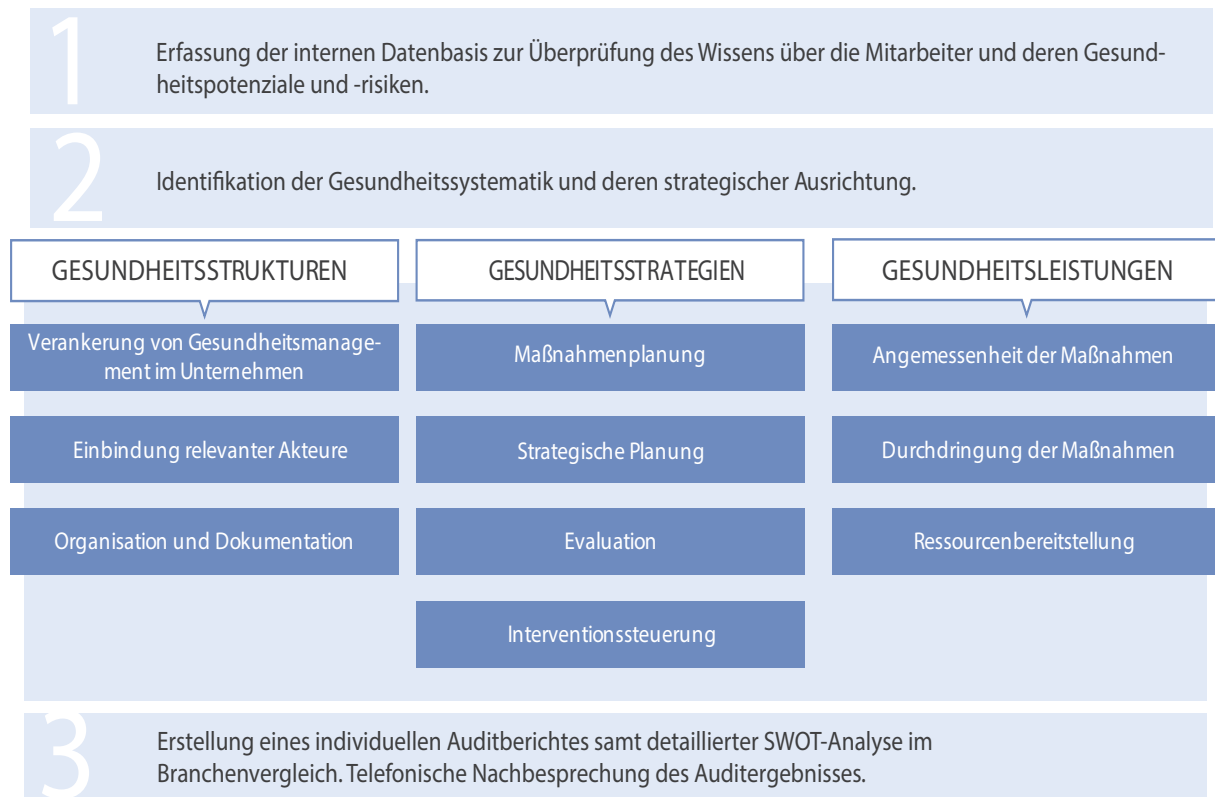 1
Erfassung der internen Datenbasis zur Überprüfung des Wissens über die Mitarbeiter und deren Gesund-
heitspotenziale und -risiken.
2
Identifikation der Gesundheitssystematik und deren strategischer Ausrichtung.
GESUNDHEITSSTRUKTUREN
Verankerung von Gesundheitsmanage-
ment im Unternehmen
Einbindung relevanter Akteure
Organisation und Dokumentation
GESUNDHEITSSTRATEGIEN
Maßnahmenplanung
Strategische Planung
Evaluation
Interventionssteuerung
GESUNDHEITSLEISTUNGEN
Angemessenheit der Maßnahmen
Durchdringung der Maßnahmen
Ressourcenbereitstellung
3
Erstellung eines individuellen Auditberichtes samt detaillierter SWOT-Analyse im
Branchenvergleich. Telefonische Nachbesprechung des Auditergebnisses.